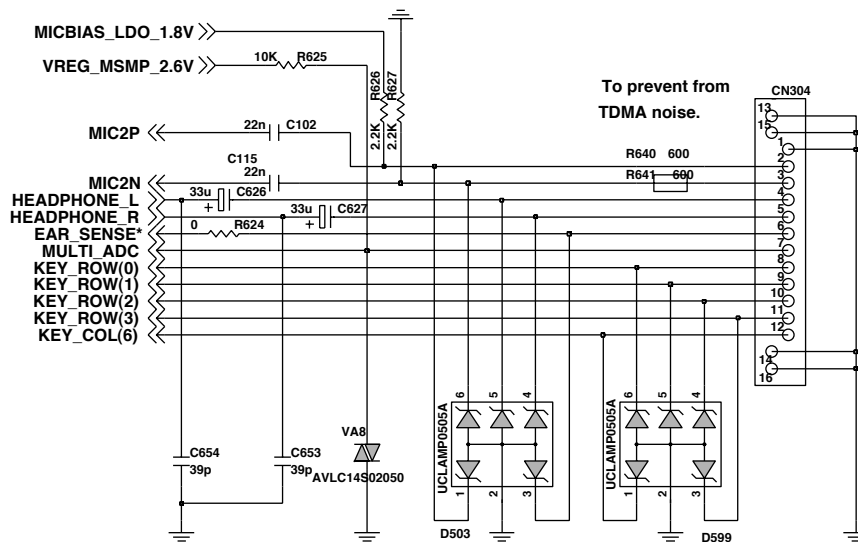 MICBIAS_LDO_1.8V
VREG_MSMP_2.6V
10K R625
R626
R627
2.2K
2.2K
To prevent from
TDMA noise.
CN304
13
15
MIC2P
22n C102
1
2
3
4
5
6
7
8
9
10
11
12
14
16
R640 600
R641 600
C115
22n
MIC2N
HEADPHONE_L
33u
+
C626
HEADPHONE_R
33u
+
C627
EAR_SENSE*
0 R624
MULTI_ADC
KEY_ROW(0)
KEY_ROW(1)
KEY_ROW(2)
KEY_ROW(3)
KEY_COL(6)
C654
39p
C653
39p
VA8
AVLC14S02050
UCLAMP0505A
6
5
4
1
2
3
D503
UCLAMP0505A
6
5
4
1
2
3
D599